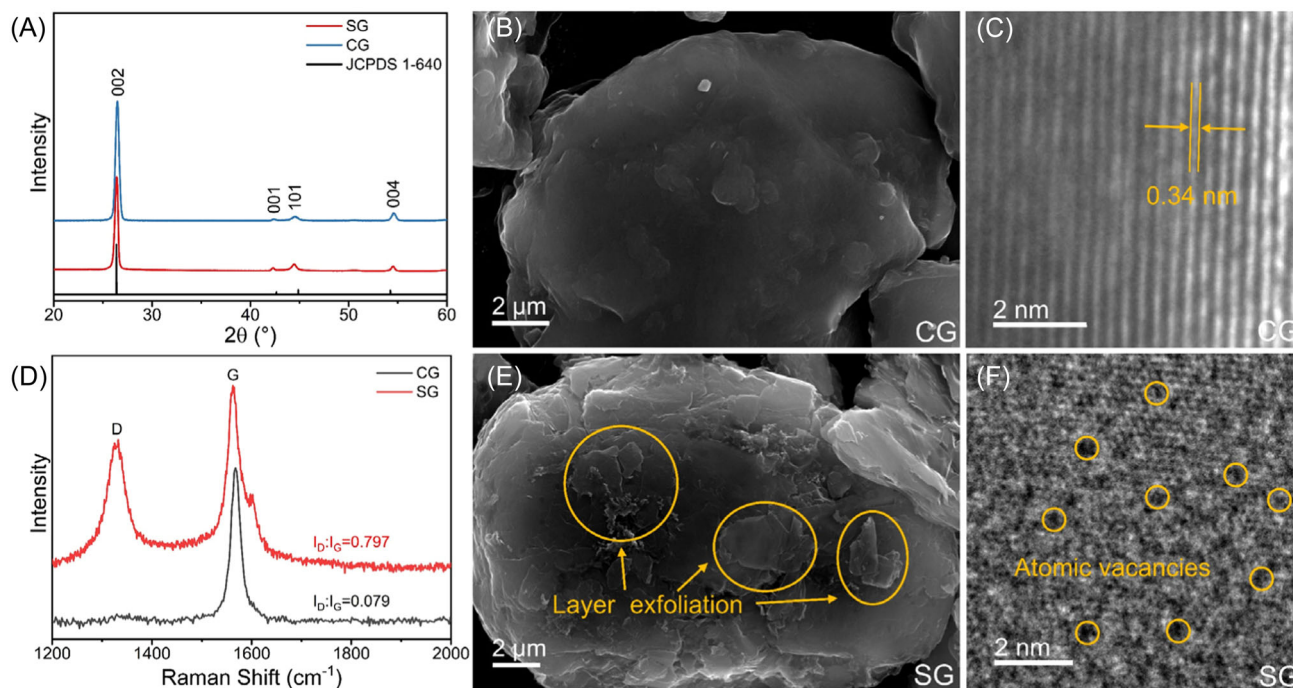 (A)
SG
CG
JCPDS 1-640
002
001
101
004
Intensity
20 30 40 50 60
2θ (°)
(B)
2 μm
CG
(C)
0.34 nm
2 nm
CG
(D)
CG
SG
D
G
I_D:I_G=0.797
I_D:I_G=0.079
Intensity
1200 1400 1600 1800 2000
Raman Shift (cm⁻¹)
(E)
Layer exfoliation
2 μm
SG
(F)
Atomic vacancies
2 nm
SG